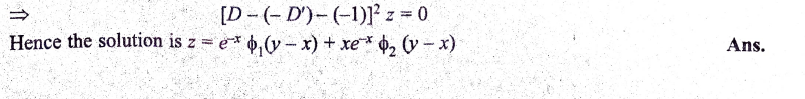 ⇒ [D – (– D′) – (–1)]² z = 0
Hence the solution is z = e⁻ˣ ϕ₁(y – x) + xe⁻ˣ ϕ₂ (y – x) Ans.